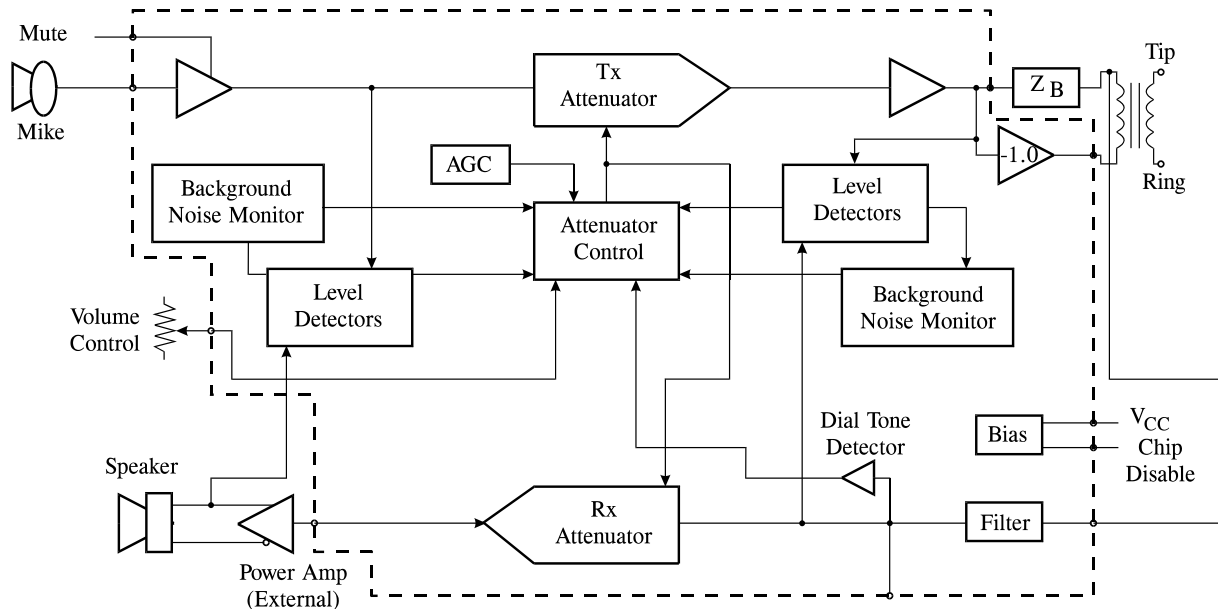 Mute
Mike
Tx
Attenuator
Z B
Tip
Ring
-1.0
AGC
Background
Noise Monitor
Attenuator
Control
Level
Detectors
Level
Detectors
Background
Noise Monitor
Volume
Control
Dial Tone
Detector
Bias
VCC
Chip
Disable
Speaker
Rx
Attenuator
Filter
Power Amp
(External)